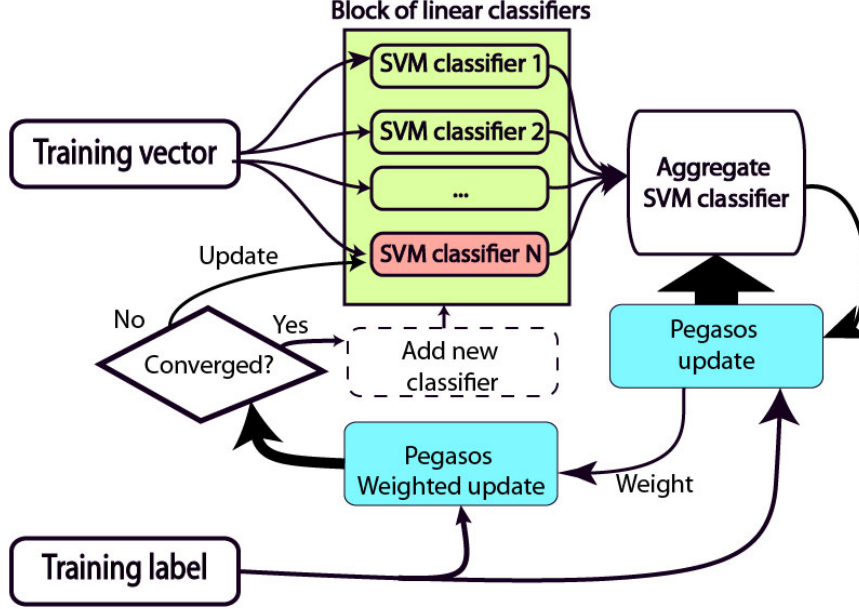 Block of linear classifiers
SVM classifier 1
Training vector
SVM classifier 2
...
SVM classifier N
Aggregate
SVM classifier
Update
No
Yes
Converged?
Add new
classifier
Pegasos
update
Pegasos
Weighted update
Weight
Training label